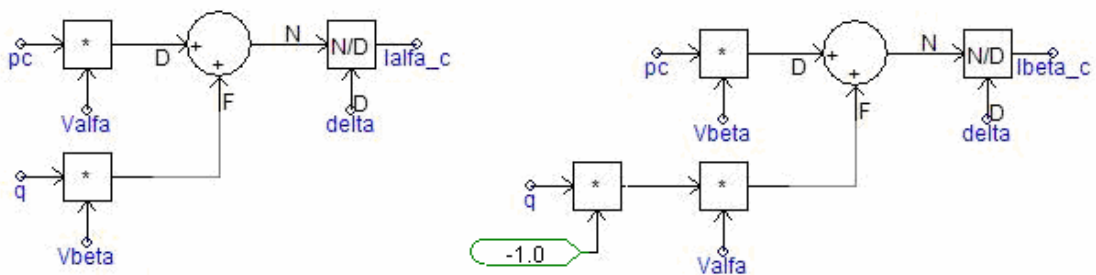 * + N N/D
pc D + Ialfa_c
F D
Valfa delta
*
q
Vbeta
* + N N/D
pc D + Ibeta_c
F D
Vbeta delta
* *
q
-1.0 Valfa